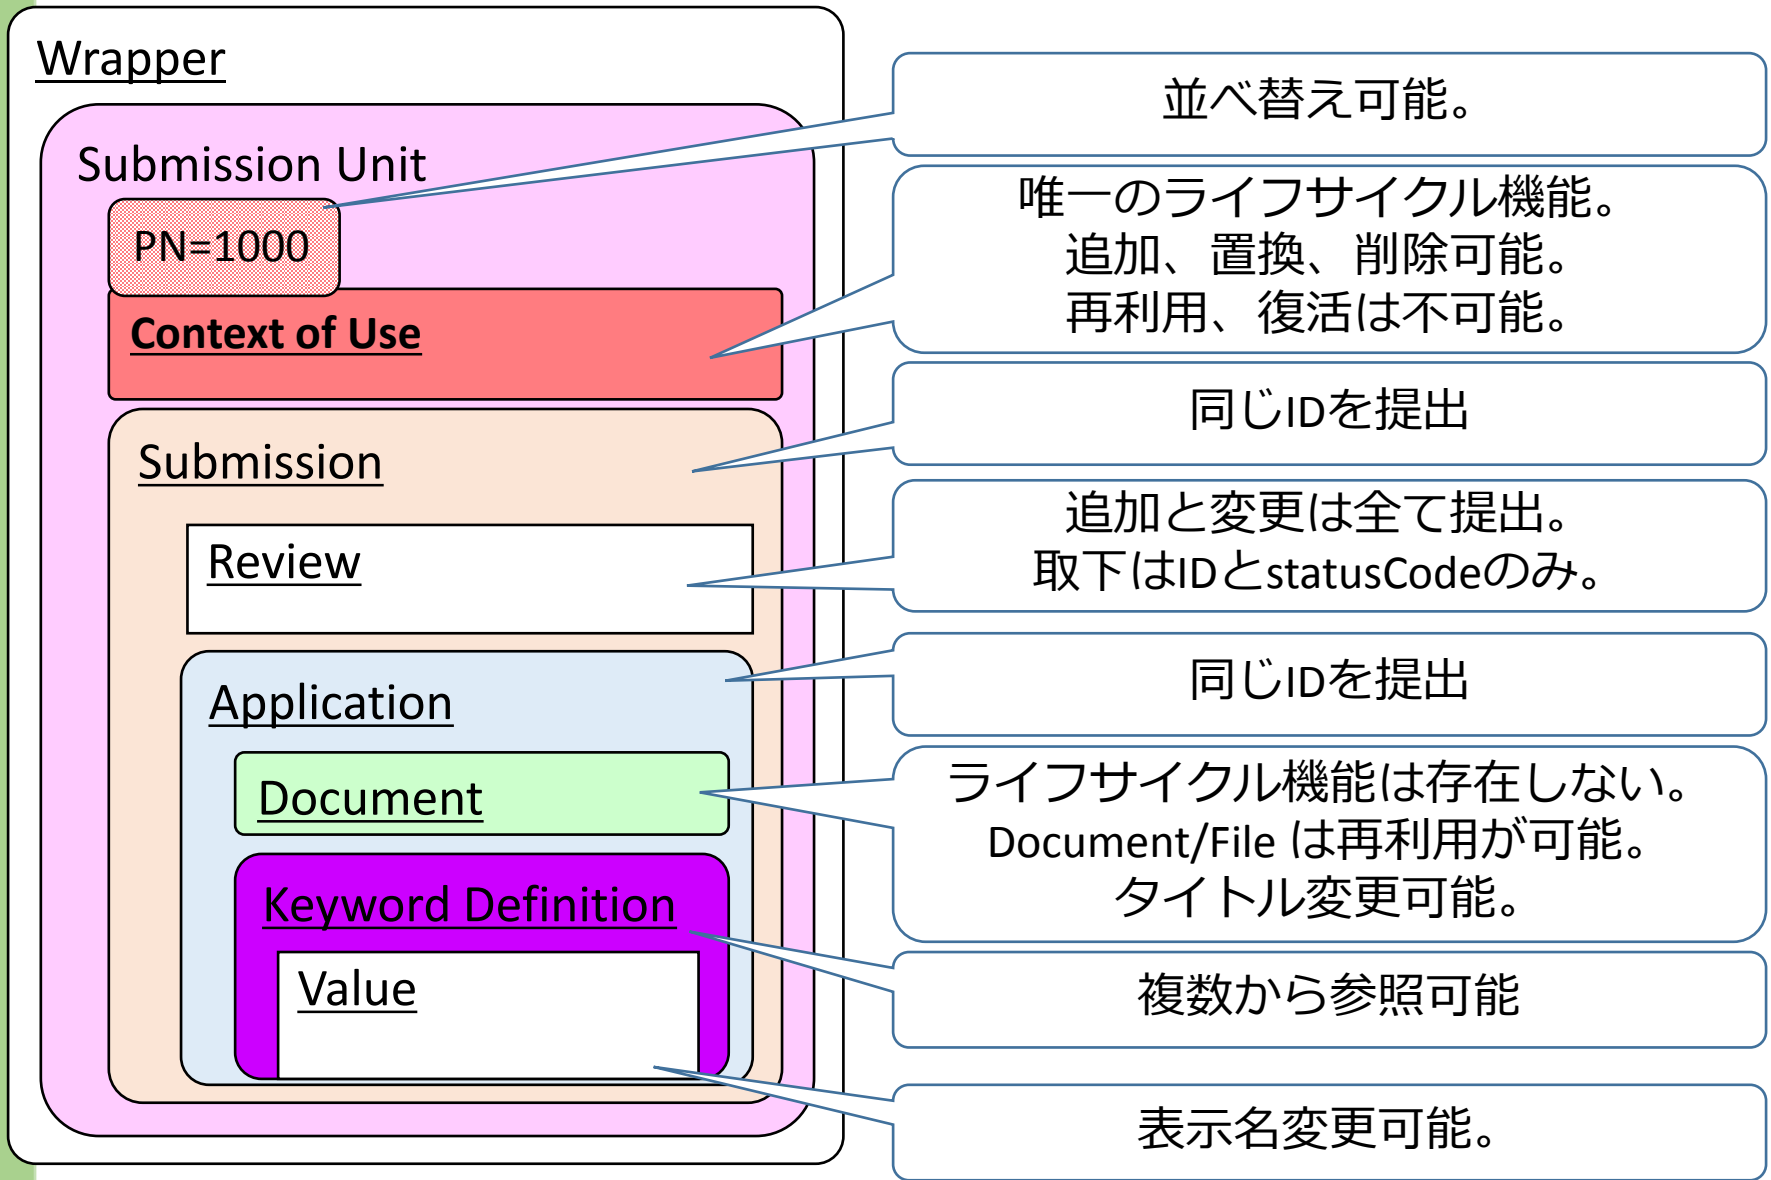 Wrapper
Submission Unit
PN=1000
Context of Use
Submission
Review
Application
Document
Keyword Definition
Value
並べ替え可能。
唯一のライフサイクル機能。
追加、置換、削除可能。
再利用、復活は不可能。
同じIDを提出
追加と変更は全て提出。
取下はIDとstatusCodeのみ。
同じIDを提出
ライフサイクル機能は存在しない。
Document/File は再利用が可能。
タイトル変更可能。
複数から参照可能
表示名変更可能。